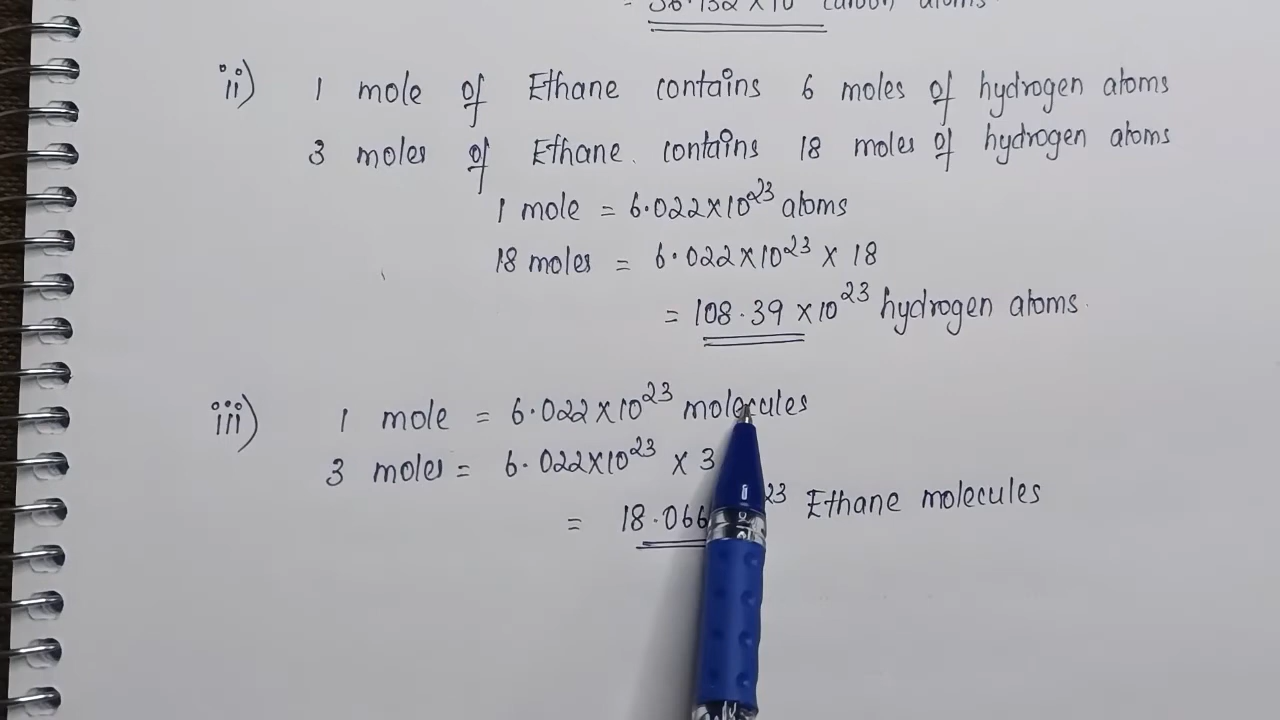 ii) 1 mole of Ethane contains 6 moles of hydrogen atoms
3 moles of Ethane. contains 18 moles of hydrogen atoms
1 mole = 6.022×10²³ atoms
18 moles = 6.022×10²³ × 18
= 108.39 ×10²³ hydrogen atoms.
iii) 1 mole = 6.022×10²³ molecules
3 moles = 6.022×10²³ × 3
= 18.066 ²³ Ethane molecules